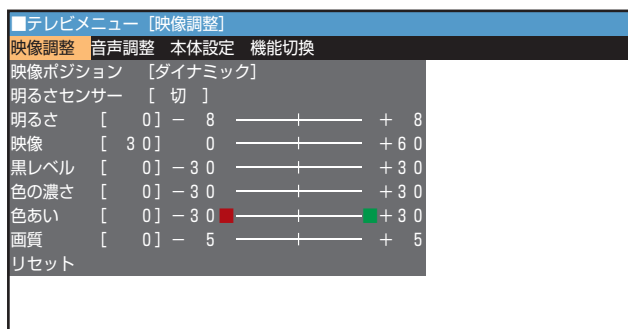 ■テレビメニュー [映像調整]
映像調整 音声調整 本体設定 機能切換
映像ポジション [ダイナミック]
明るさセンサー [ 切 ]
明るさ [ 0] − 8 + 8
映像 [ 30] 0 +60
黒レベル [ 0] −30 +30
色の濃さ [ 0] −30 +30
色あい [ 0] −30 +30
画質 [ 0] − 5 + 5
リセット